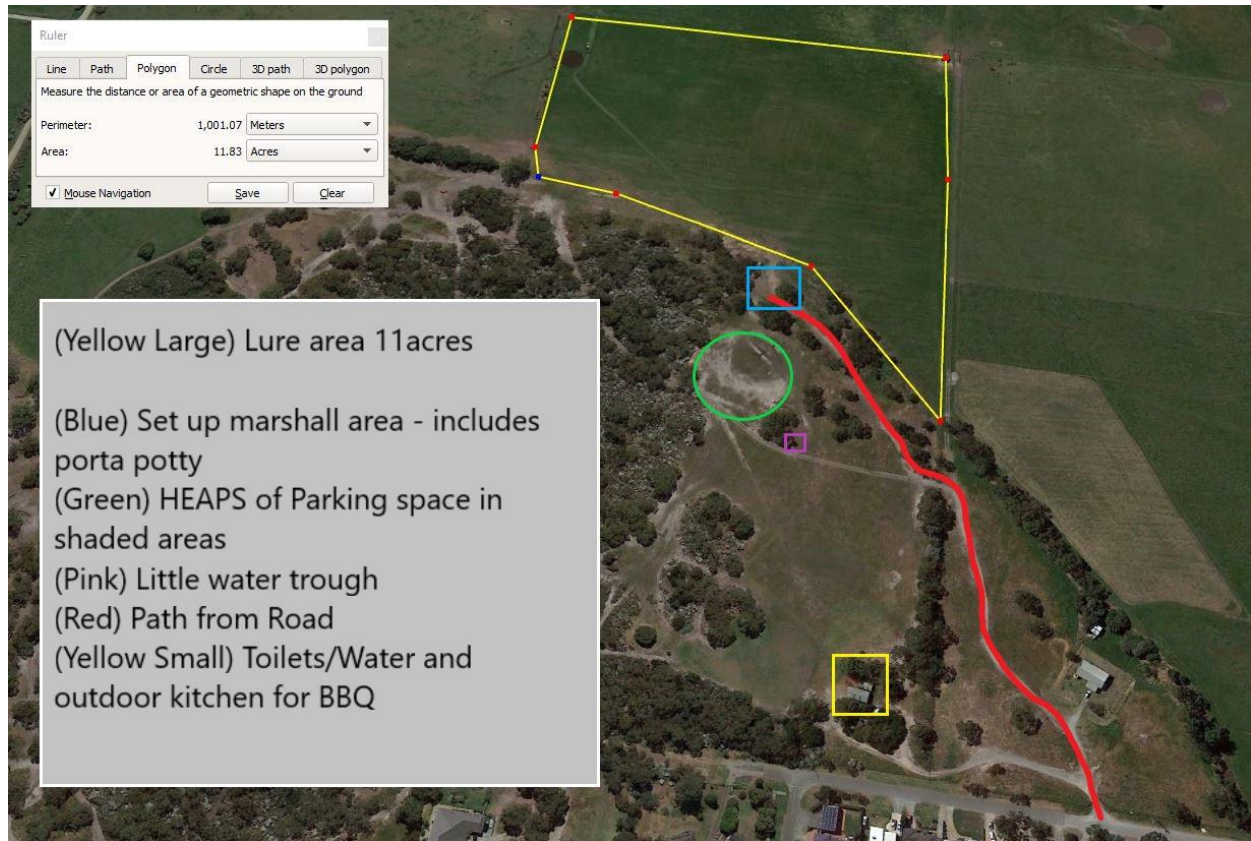 Ruler
Line Path Polygon Circle 3D path 3D polygon
Measure the distance or area of a geometric shape on the ground
Perimeter: 1,001.07 Meters
Area: 11.83 Acres
Mouse Navigation Save Clear
(Yellow Large) Lure area 11acres
(Blue) Set up marshall area - includes
porta potty
(Green) HEAPS of Parking space in
shaded areas
(Pink) Little water trough
(Red) Path from Road
(Yellow Small) Toilets/Water and
outdoor kitchen for BBQ